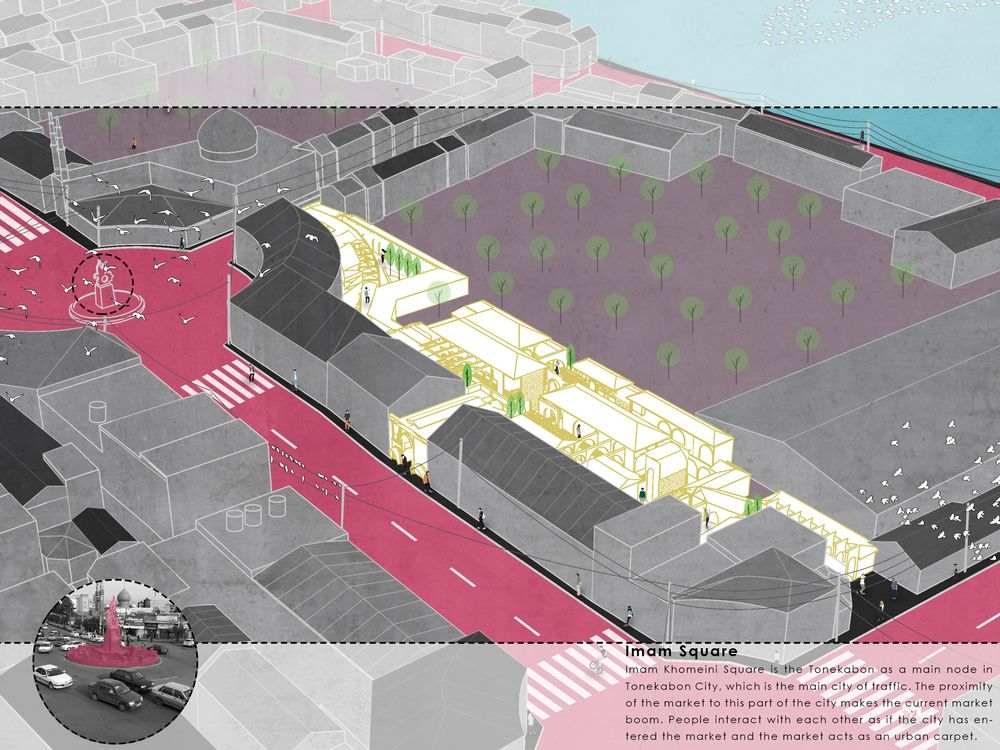 Imam Square
Imam Khomeini Square is the Tonekabon as a main node in
Tonekabon City, which is the main city of traffic. The proximity
of the market to this part of the city makes the current market
boom. People interact with each other as if the city has en-
tered the market and the market acts as an urban carpet.